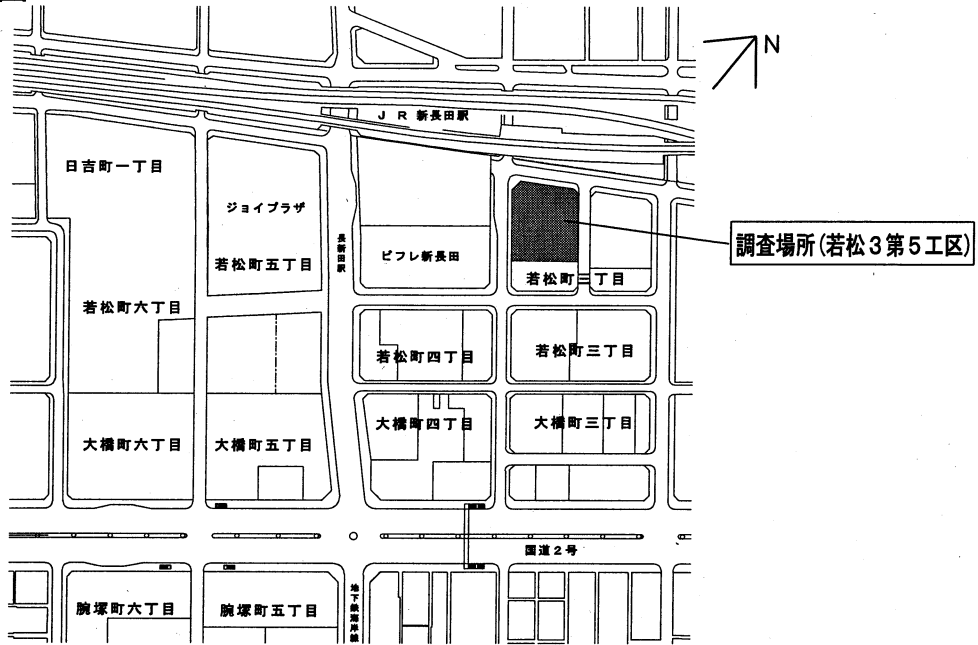 N
JR 新長田駅
日吉町一丁目
ジョイプラザ
長新田駅
ピフレ新長田
調査場所(若松3第5工区)
若松町五丁目
若松町三丁目
若松町六丁目
若松町四丁目
若松町三丁目
大橋町六丁目
大橋町五丁目
大橋町四丁目
大橋町三丁目
国道2号
腕塚町六丁目
腕塚町五丁目
地下鉄海岸線